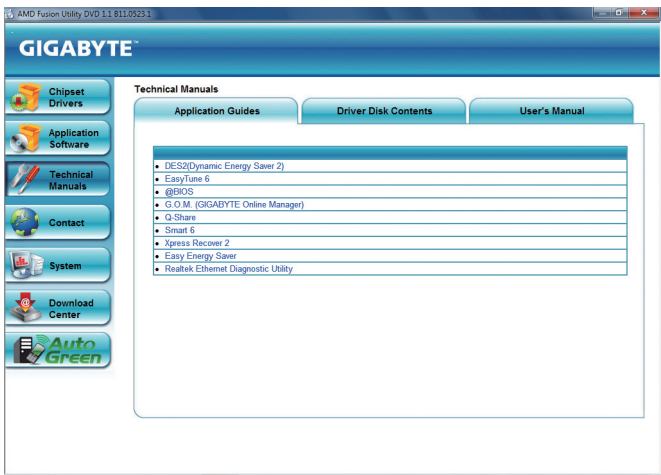 AMD Fusion Utility DVD 1.1 B11.0523.1
GIGABYTE™
Chipset
Drivers
Application
Software
Technical
Manuals
Contact
System
Download
Center
Auto
Green
Technical Manuals
Application Guides
Driver Disk Contents
User's Manual
• DES2(Dynamic Energy Saver 2)
• EasyTune 6
• @BIOS
• G.O.M. (GIGABYTE Online Manager)
• Q-Share
• Smart 6
• Xpress Recover 2
• Easy Energy Saver
• Realtek Ethernet Diagnostic Utility